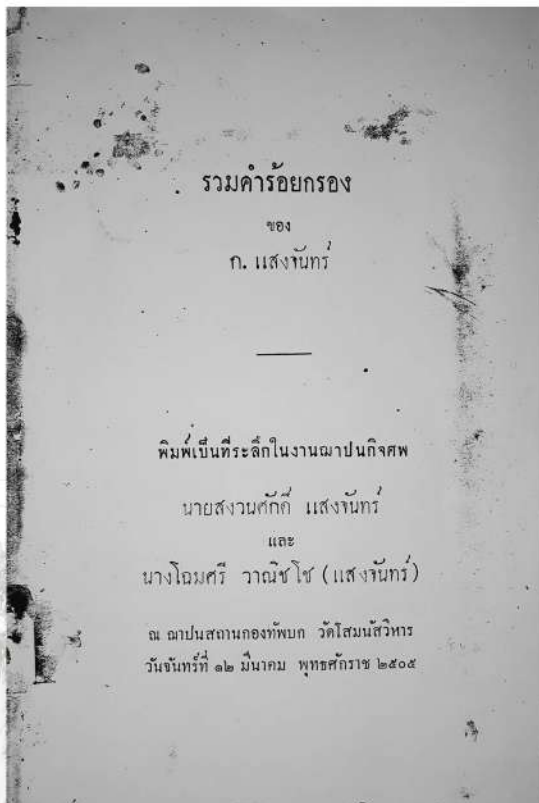 รวมคำร้อยกรอง
ของ
ก. แสงจันทร์
พิมพ์เป็นที่ระลึกในงานฌาปนกิจศพ
นายสงวนศักดิ์ แสงจันทร์
และ
นางโฉมศรี วาณิชโช (แสงจันทร์)
ณ ฌาปนสถานกองทัพบก วัดโสมนัสวิหาร
วันจันทร์ที่ ๑๒ มีนาคม พุทธศักราช ๒๕๐๕